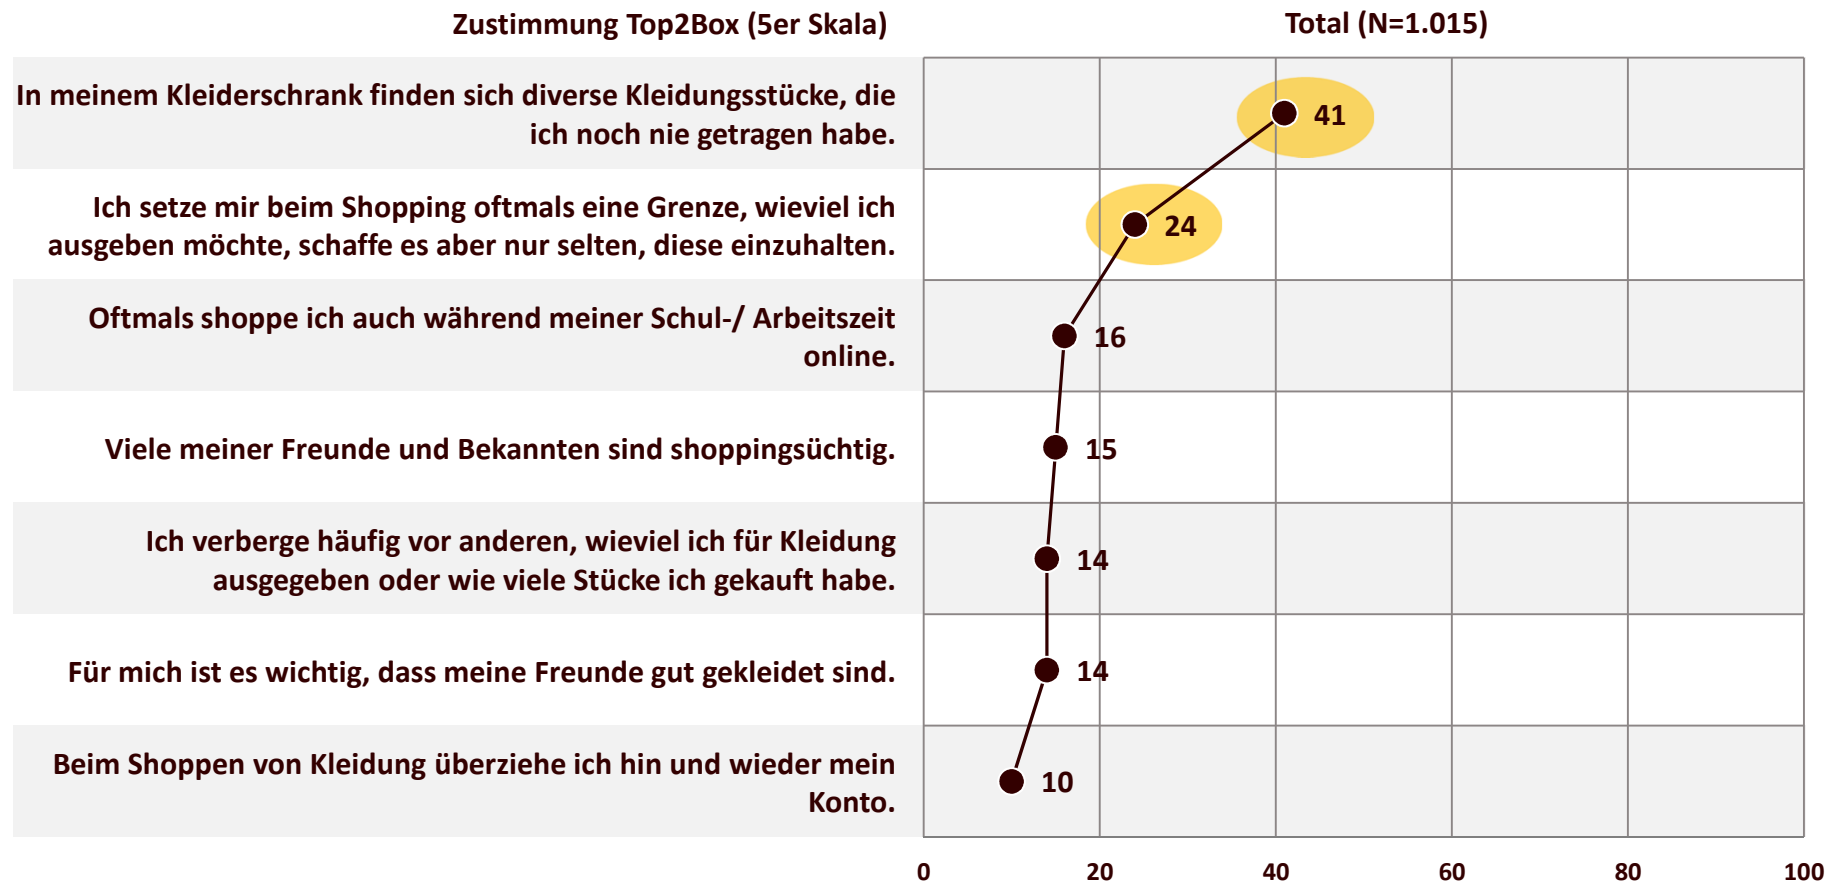 Zustimmung Top2Box (5er Skala)
Total (N=1.015)
In meinem Kleiderschrank finden sich diverse Kleidungsstücke, die
ich noch nie getragen habe.
41
Ich setze mir beim Shopping oftmals eine Grenze, wieviel ich
ausgeben möchte, schaffe es aber nur selten, diese einzuhalten.
24
Oftmals shoppe ich auch während meiner Schul-/ Arbeitszeit
online.
16
Viele meiner Freunde und Bekannten sind shoppingsüchtig.
15
Ich verberge häufig vor anderen, wieviel ich für Kleidung
ausgegeben oder wie viele Stücke ich gekauft habe.
14
Für mich ist es wichtig, dass meine Freunde gut gekleidet sind.
14
Beim Shoppen von Kleidung überziehe ich hin und wieder mein
Konto.
10
0 20 40 60 80 100